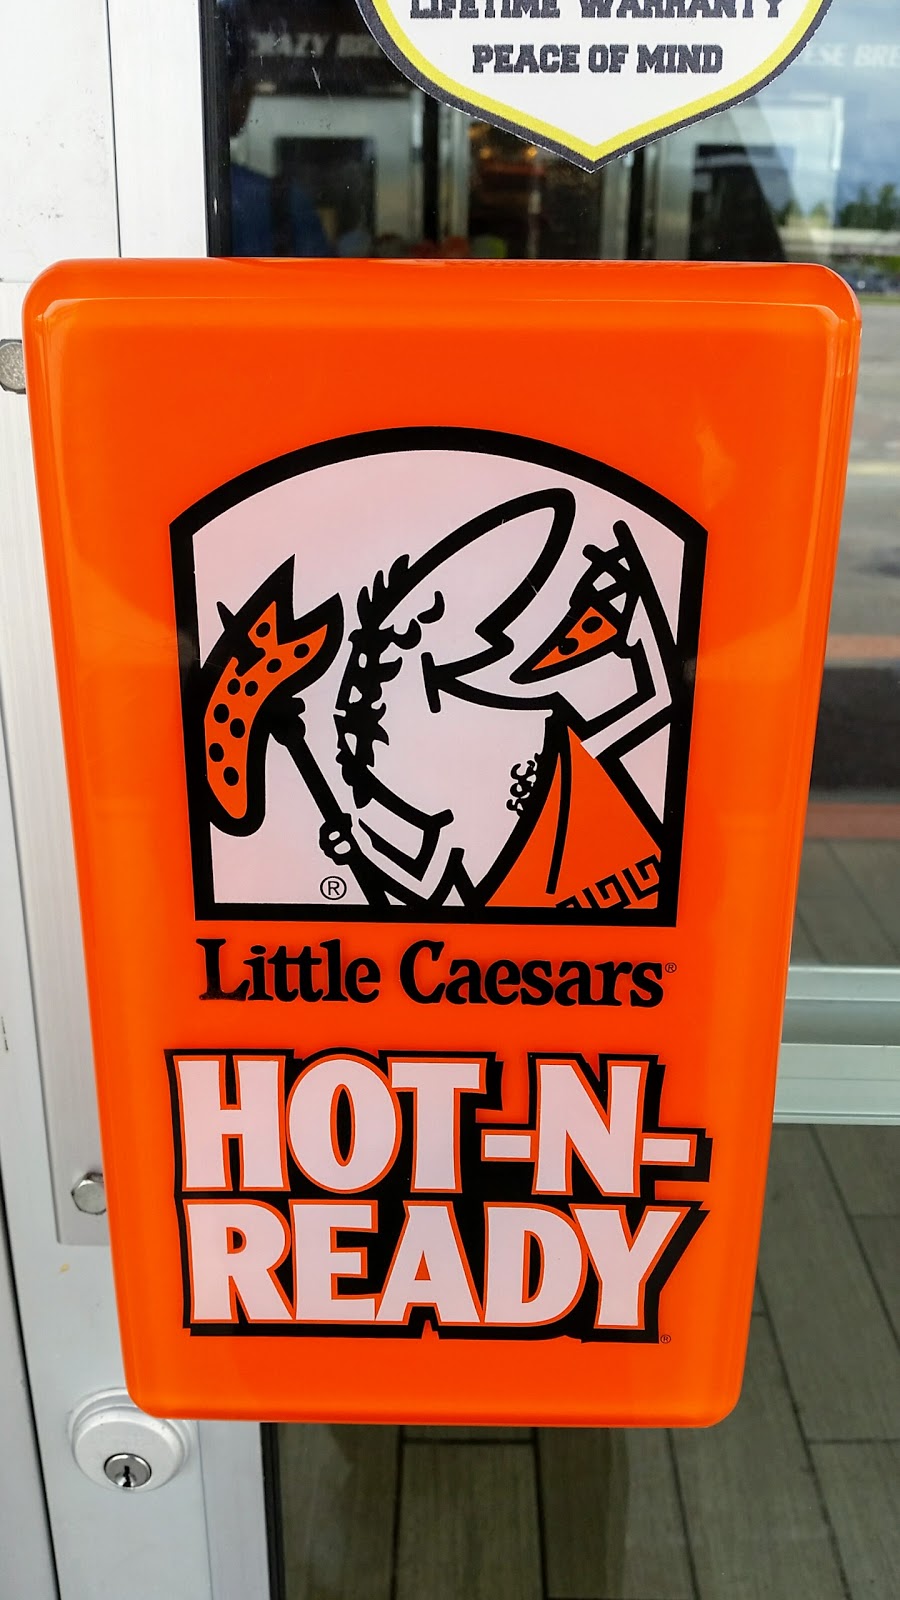 LIFETIME WARRANTY
PEACE OF MIND
Little Caesars®
HOT-N-
READY®
®